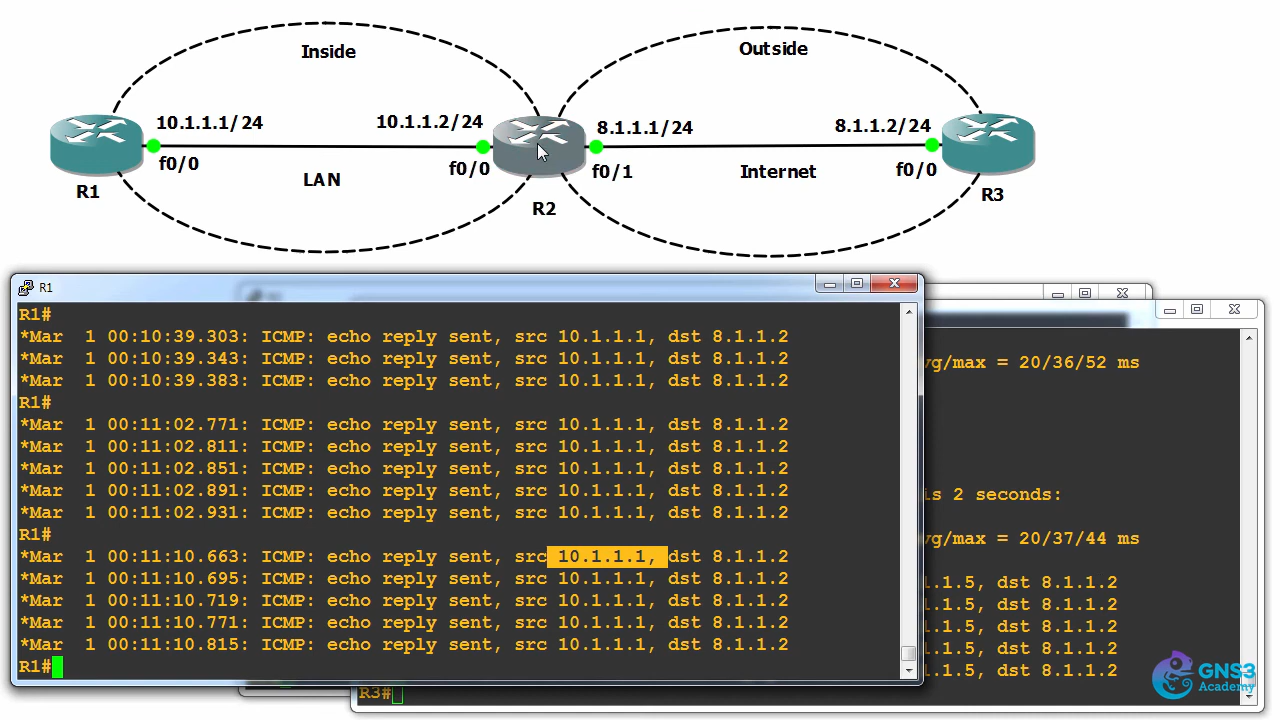 Inside
Outside
10.1.1.1/24
10.1.1.2/24
8.1.1.1/24
8.1.1.2/24
f0/0
f0/0
f0/1
f0/0
LAN
Internet
R1
R2
R3
R1
R1#
*Mar 1 00:10:39.303: ICMP: echo reply sent, src 10.1.1.1, dst 8.1.1.2
*Mar 1 00:10:39.343: ICMP: echo reply sent, src 10.1.1.1, dst 8.1.1.2
*Mar 1 00:10:39.383: ICMP: echo reply sent, src 10.1.1.1, dst 8.1.1.2
R1#
*Mar 1 00:11:02.771: ICMP: echo reply sent, src 10.1.1.1, dst 8.1.1.2
*Mar 1 00:11:02.811: ICMP: echo reply sent, src 10.1.1.1, dst 8.1.1.2
*Mar 1 00:11:02.851: ICMP: echo reply sent, src 10.1.1.1, dst 8.1.1.2
*Mar 1 00:11:02.891: ICMP: echo reply sent, src 10.1.1.1, dst 8.1.1.2
*Mar 1 00:11:02.931: ICMP: echo reply sent, src 10.1.1.1, dst 8.1.1.2
R1#
*Mar 1 00:11:10.663: ICMP: echo reply sent, src 10.1.1.1, dst 8.1.1.2
*Mar 1 00:11:10.695: ICMP: echo reply sent, src 10.1.1.1, dst 8.1.1.2
*Mar 1 00:11:10.719: ICMP: echo reply sent, src 10.1.1.1, dst 8.1.1.2
*Mar 1 00:11:10.771: ICMP: echo reply sent, src 10.1.1.1, dst 8.1.1.2
*Mar 1 00:11:10.815: ICMP: echo reply sent, src 10.1.1.1, dst 8.1.1.2
R1#
vg/max = 20/36/52 ms
is 2 seconds:
vg/max = 20/37/44 ms
.1.5, dst 8.1.1.2
.1.5, dst 8.1.1.2
.1.5, dst 8.1.1.2
.1.5, dst 8.1.1.2
.1.5, dst 8.1.1.2
R3#
GNS3
Academy